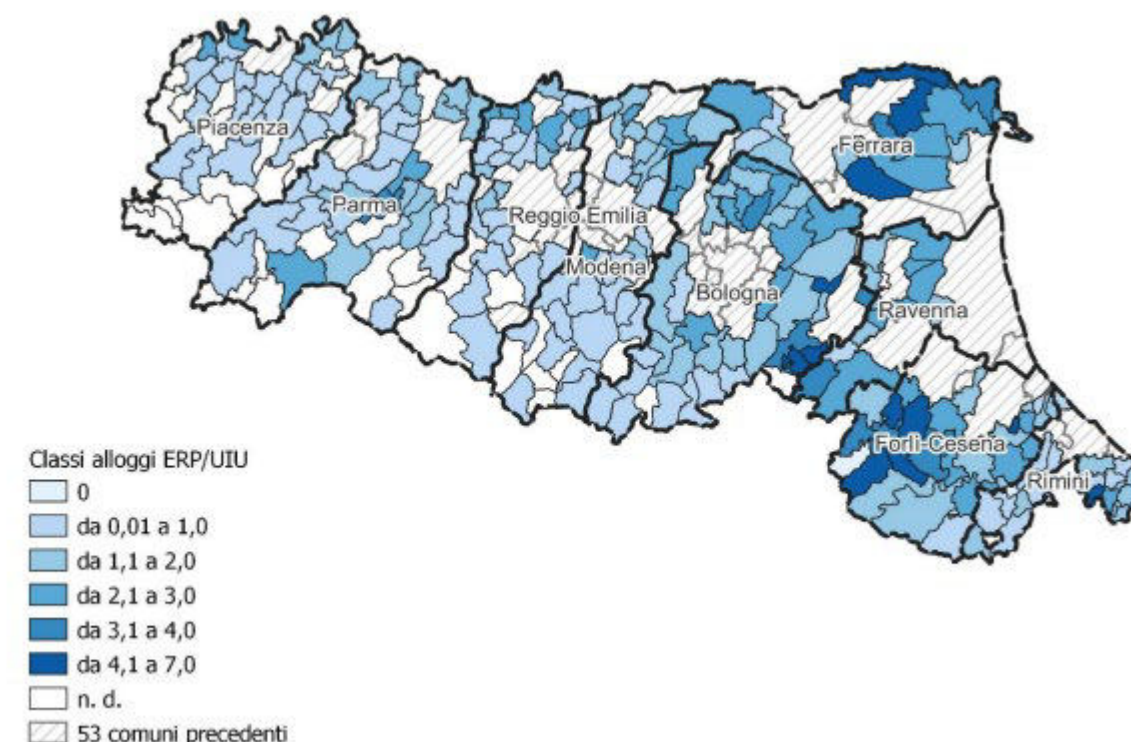 Piacenza
Ferrara
Parma
Reggio Emilia
Modena
Bologna
Ravenna
Forlì-Cesena
Rimini
Classi alloggi ERP/UIU
0
da 0,01 a 1,0
da 1,1 a 2,0
da 2,1 a 3,0
da 3,1 a 4,0
da 4,1 a 7,0
n. d.
53 comuni precedenti